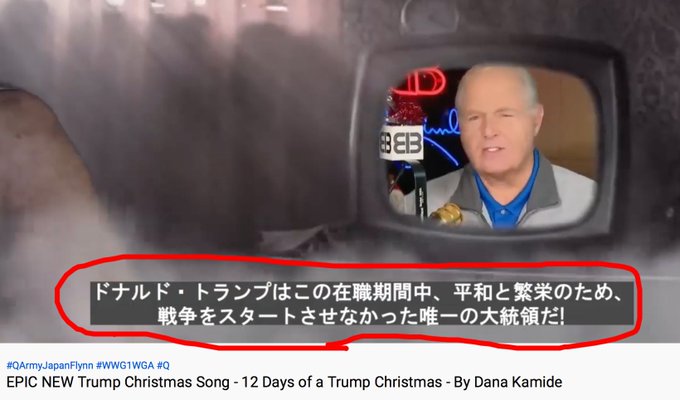 EIB
ドナルド・トランプはこの在職期間中、平和と繁栄のため、
戦争をスタートさせなかった唯一の大統領だ!
#QArmyJapanFlynn #WWG1WGA #Q
EPIC NEW Trump Christmas Song - 12 Days of a Trump Christmas - By Dana Kamide